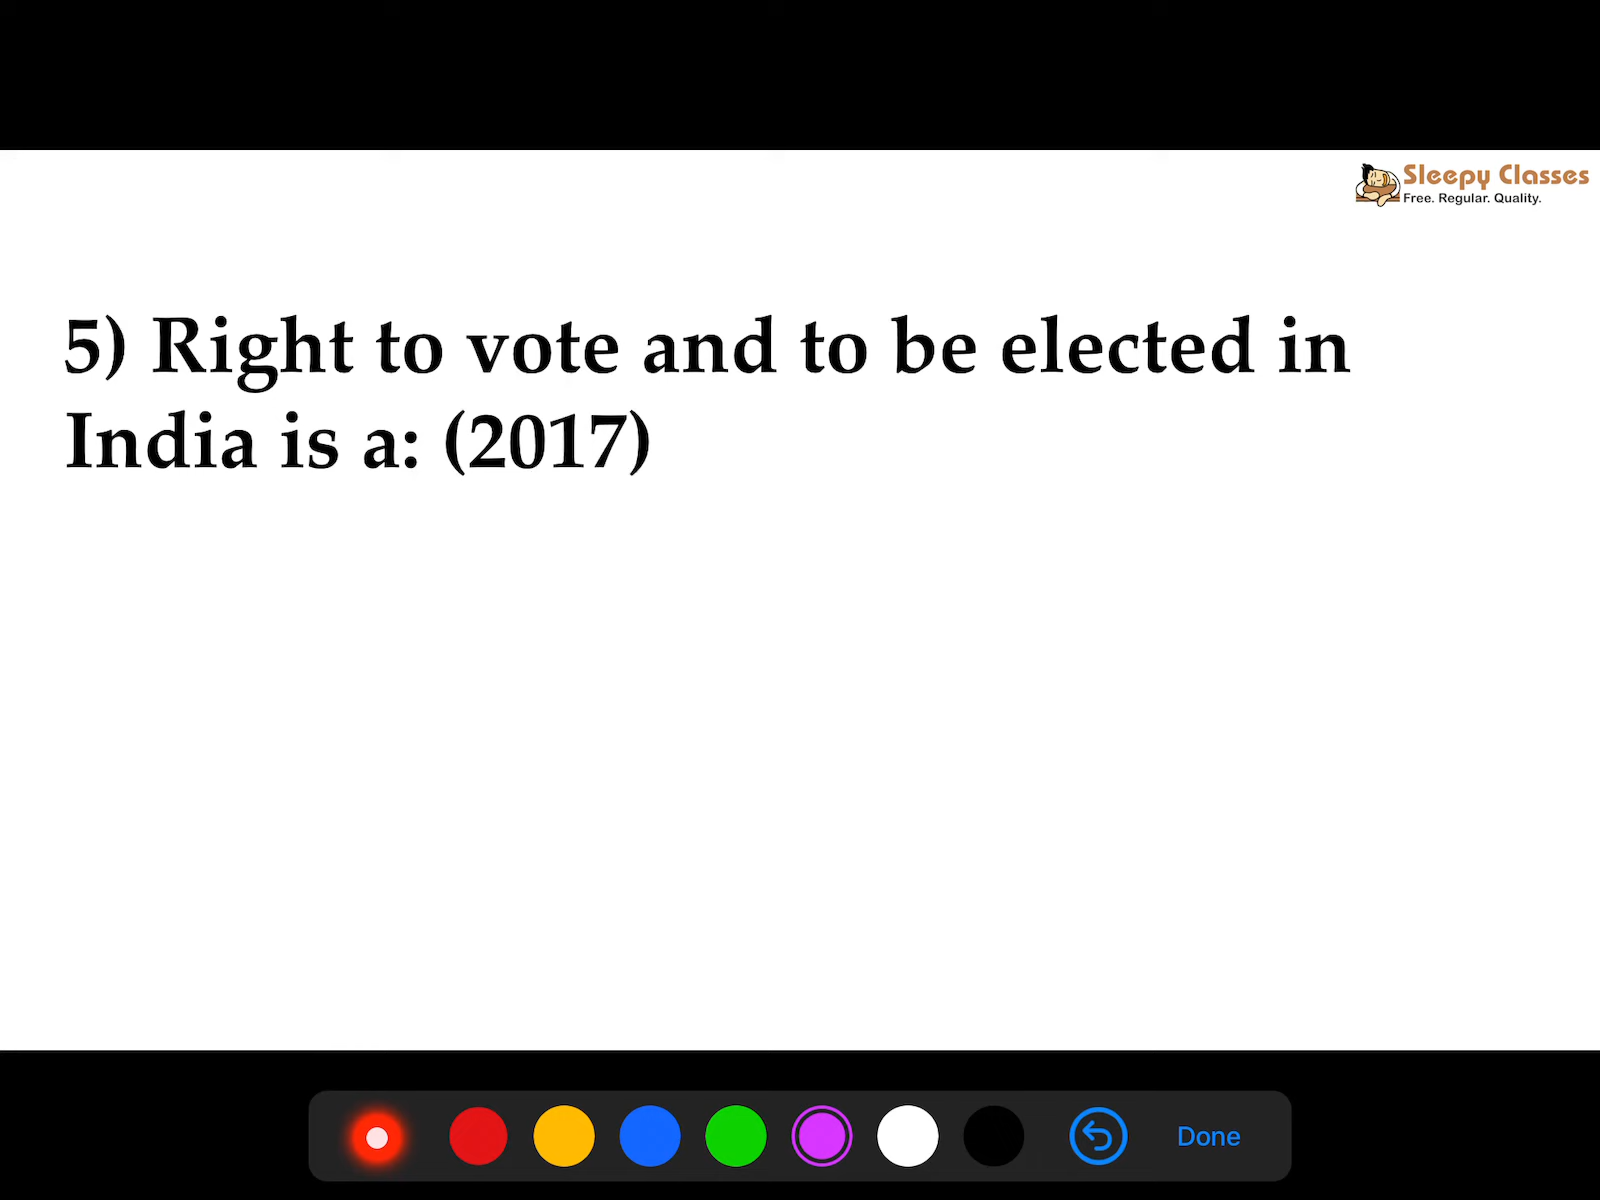 Sleepy Classes
Free. Regular. Quality.
5) Right to vote and to be elected in
India is a: (2017)
Done